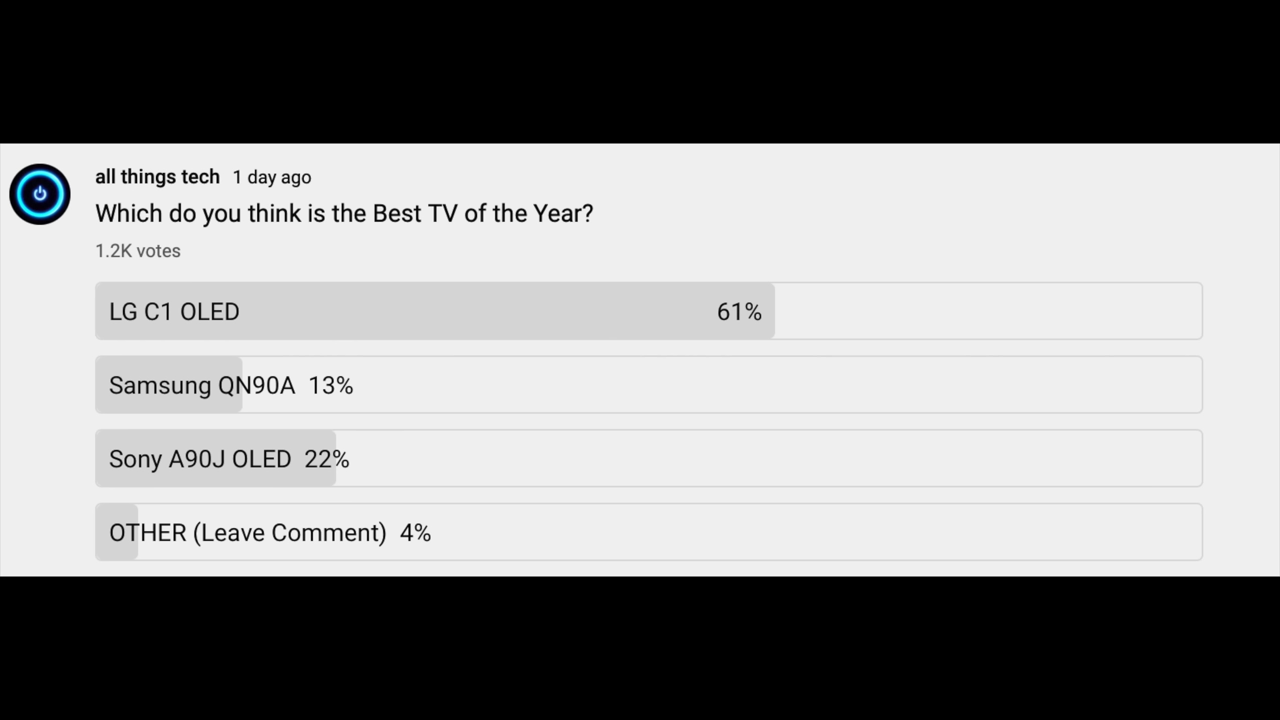 all things tech 1 day ago
Which do you think is the Best TV of the Year?
1.2K votes
LG C1 OLED 61%
Samsung QN90A 13%
Sony A90J OLED 22%
OTHER (Leave Comment) 4%